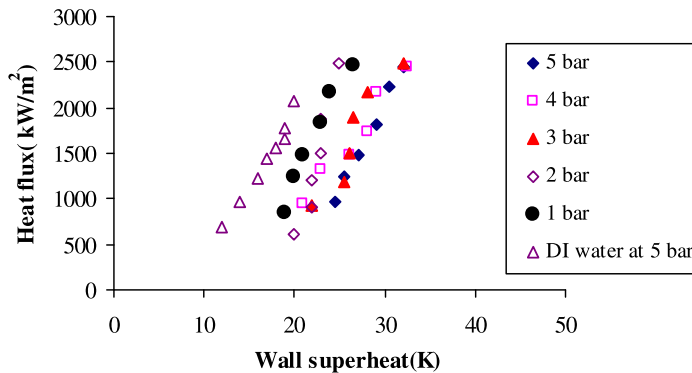 3000
2500
2000
1500
1000
500
0
0 10 20 30 40 50
Heat flux( kW/m²)
Wall superheat(K)
5 bar
4 bar
3 bar
2 bar
1 bar
DI water at 5 bar